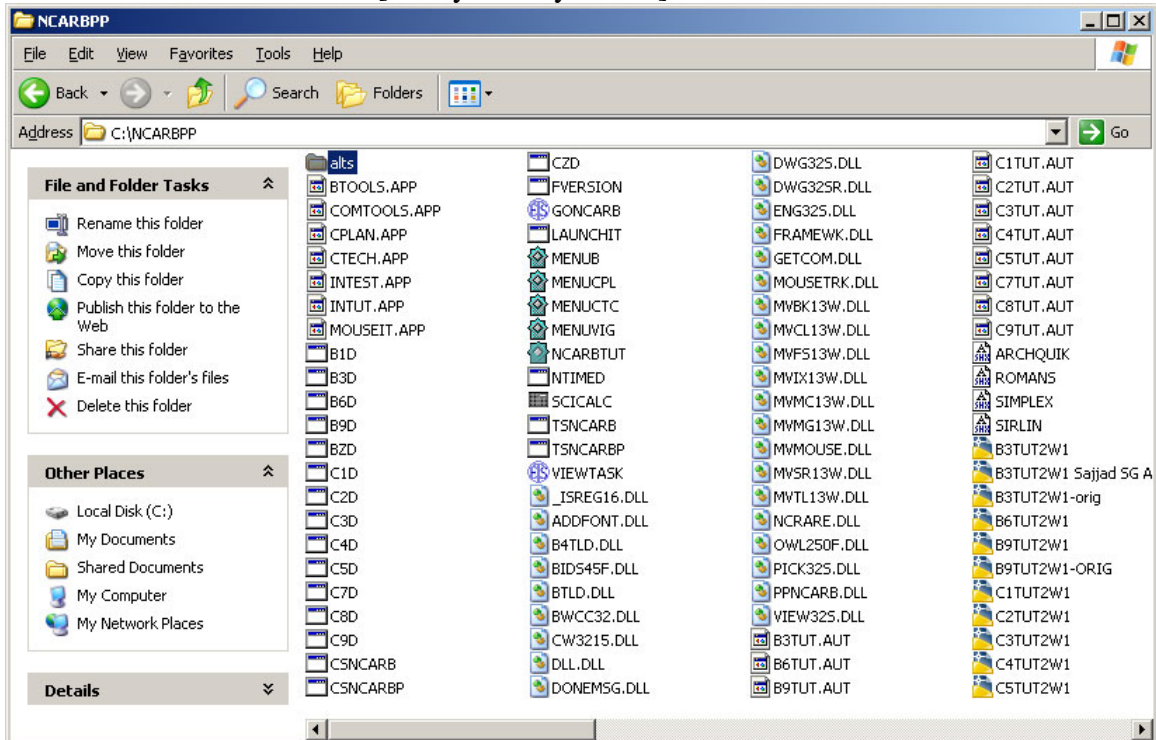 NCARBPP
File Edit View Favorites Tools Help
Back Search Folders
Address C:\NCARBPP Go
File and Folder Tasks
Rename this folder
Move this folder
Copy this folder
Publish this folder to the
Web
Share this folder
E-mail this folder's files
Delete this folder
Other Places
Local Disk (C:)
My Documents
Shared Documents
My Computer
My Network Places
Details
alts
BTOOLS.APP
COMTOOLS.APP
CPLAN.APP
CTECH.APP
INTEST.APP
INTUT.APP
MOUSEIT.APP
B1D
B3D
B6D
B9D
BZD
C1D
C2D
C3D
C4D
C5D
C7D
C8D
C9D
CSNCARB
CSNCARBP
CZD
FVERSION
GONCARB
LAUNCHIT
MENUB
MENUCPL
MENUCTC
MENUVIG
NCARBTUT
NTIMED
SCICALC
TSNCARB
TSNCARBP
VIEWTASK
_ISREG16.DLL
ADDFONT.DLL
B4TLD.DLL
BIDS45F.DLL
BTLD.DLL
BWCC32.DLL
CW3215.DLL
DLL.DLL
DONEMSG.DLL
DWG32S.DLL
DWG32SR.DLL
ENG32S.DLL
FRAMEWK.DLL
GETCOM.DLL
MOUSETRK.DLL
MVBK13W.DLL
MVCL13W.DLL
MVFS13W.DLL
MVIX13W.DLL
MVMC13W.DLL
MVMG13W.DLL
MVMOUSE.DLL
MVSR13W.DLL
MVTL13W.DLL
NCRARE.DLL
OWL250F.DLL
PICK32S.DLL
PPNCARB.DLL
VIEW32S.DLL
B3TUT.AUT
B6TUT.AUT
B9TUT.AUT
C1TUT.AUT
C2TUT.AUT
C3TUT.AUT
C4TUT.AUT
C5TUT.AUT
C7TUT.AUT
C8TUT.AUT
C9TUT.AUT
ARCHQUIK
ROMANS
SIMPLEX
SIRLIN
B3TUT2W1
B3TUT2W1 Sajjad SG A
B3TUT2W1-orig
B6TUT2W1
B9TUT2W1
B9TUT2W1-ORIG
C1TUT2W1
C2TUT2W1
C3TUT2W1
C4TUT2W1
C5TUT2W1